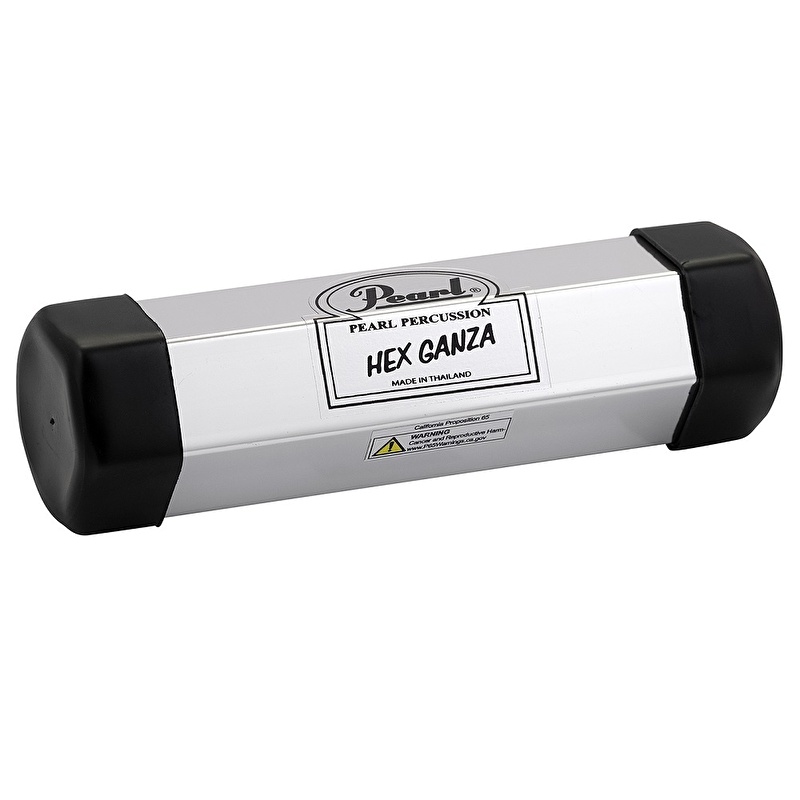 Pearl®
PEARL PERCUSSION
HEX GANZA
MADE IN THAILAND
California Proposition 65
WARNING
Cancer and Reproductive Harm-
www.P65Warnings.ca.gov